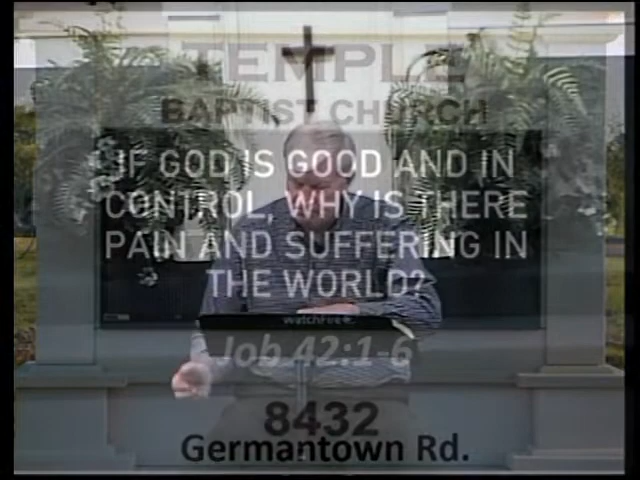 TEMPLE
BAPTIST CHURCH
IF GOD IS GOOD AND IN
CONTROL, WHY IS THERE
PAIN AND SUFFERING IN
THE WORLD?
watchfire
Job 42:1-6
8432
Germantown Rd.